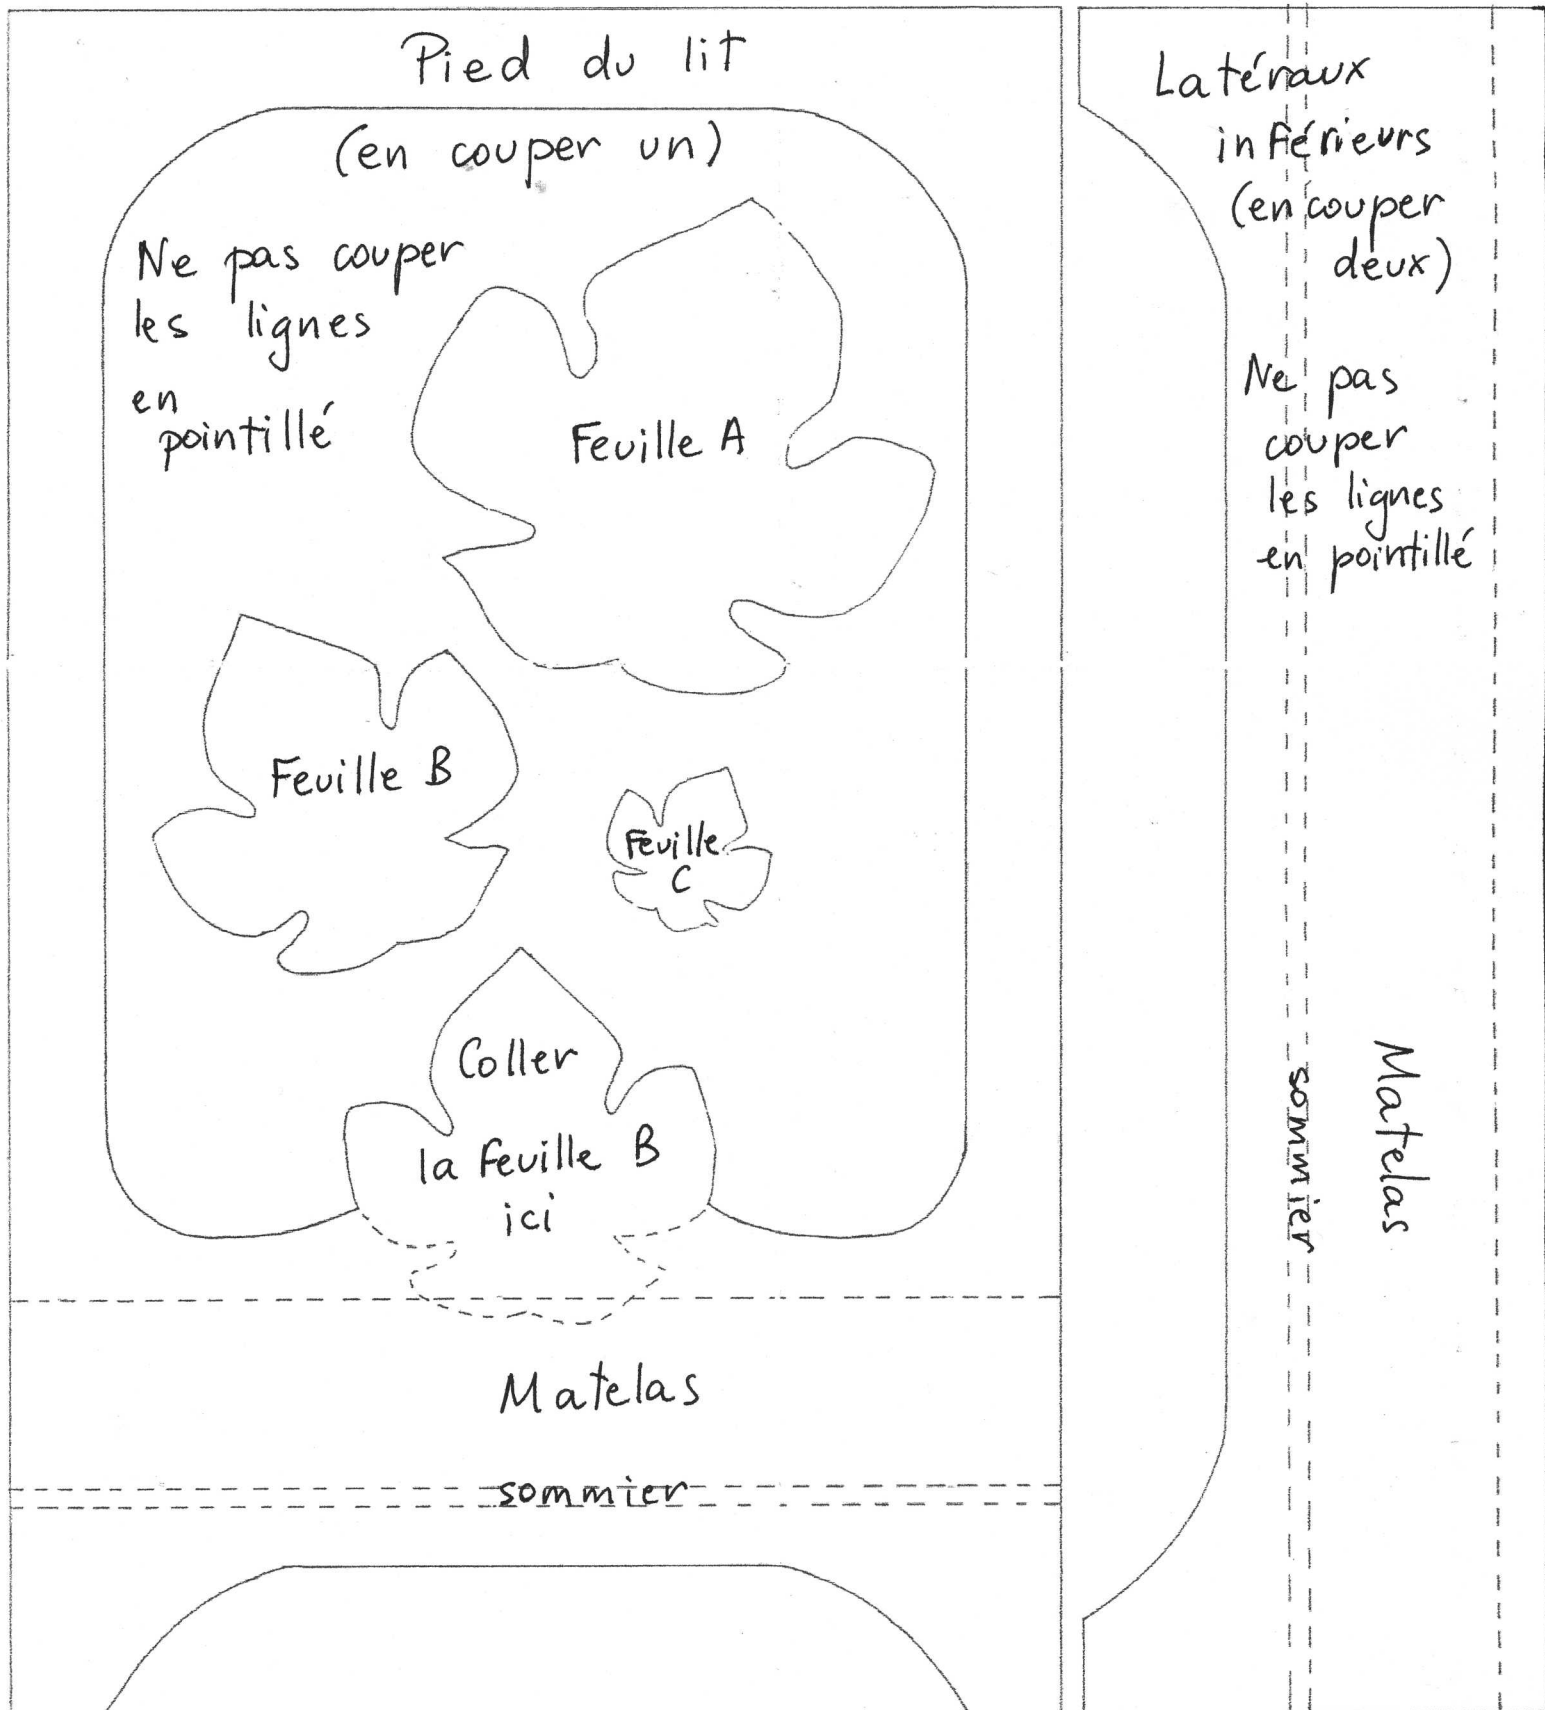 Pied du lit
(en couper un)
Ne pas couper
les lignes
en
pointillé
Feuille A
Feuille B
Feuille
C
Coller
la feuille B
ici
Matelas
sommier
Latéraux
inférieurs
(en couper
deux)
Ne pas
couper
les lignes
en pointillé
sommier
Matelas